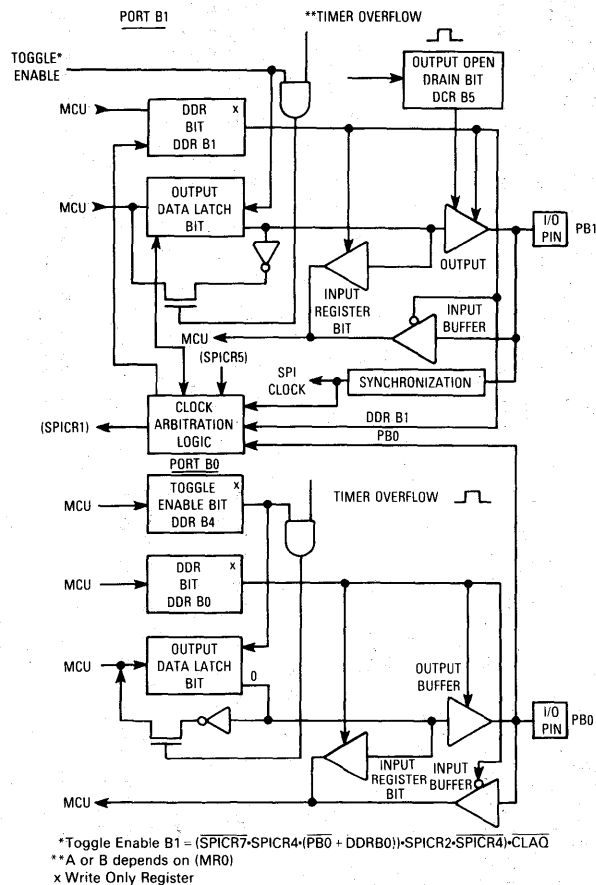 PORT B1
**TIMER OVERFLOW
TOGGLE*
ENABLE
OUTPUT OPEN
DRAIN BIT
DCR B5
MCU
DDR x
BIT
DDR B1
MCU
OUTPUT
DATA LATCH
BIT
I/O
PIN
PB1
OUTPUT
INPUT
REGISTER
BIT
INPUT
BUFFER
MCU
(SPICR5)
SPI
CLOCK
SYNCHRONIZATION
(SPICR1)
CLOCK
ARBITRATION
LOGIC
DDR B1
PB0
PORT B0
MCU
TOGGLE x
ENABLE BIT
DDR B4
TIMER OVERFLOW
MCU
DDR x
BIT
DDR B0
MCU
OUTPUT
DATA LATCH
BIT
0
OUTPUT
BUFFER
I/O
PIN
PB0
INPUT
REGISTER
BIT
INPUT
BUFFER
MCU
*Toggle Enable B1 = (SPICR7•SPICR4•(PB0 + DDRB0))•SPICR2•SPICR4)•CLAQ
**A or B depends on (MR0)
x Write Only Register